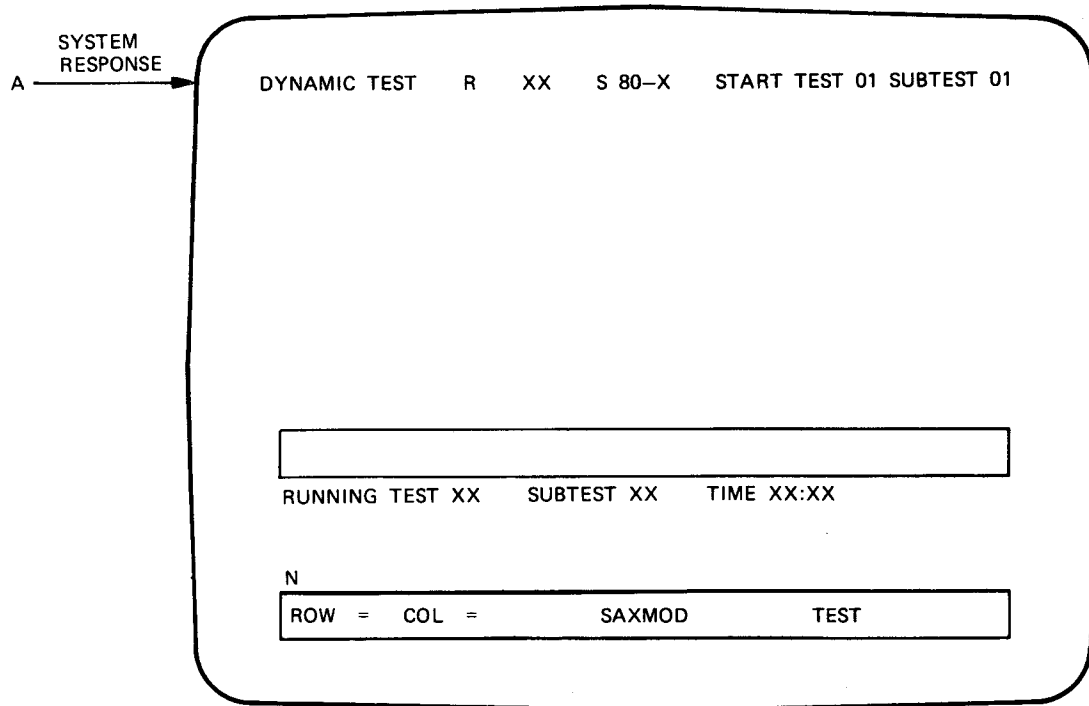 SYSTEM
RESPONSE
A
DYNAMIC TEST R XX S 80-X START TEST 01 SUBTEST 01
RUNNING TEST XX SUBTEST XX TIME XX:XX
N
ROW = COL = SAXMOD TEST